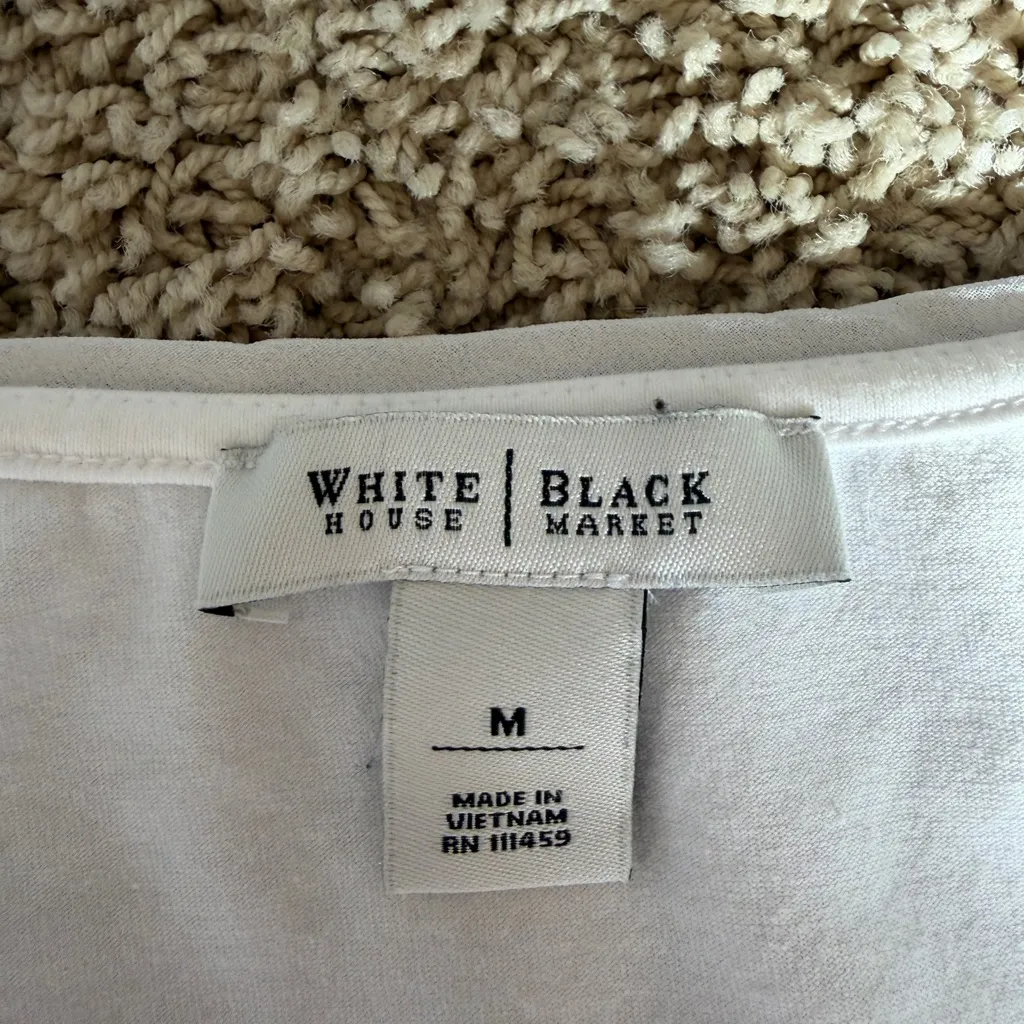 WHITE HOUSE | BLACK MARKET
M
MADE IN
VIETNAM
RN 111459